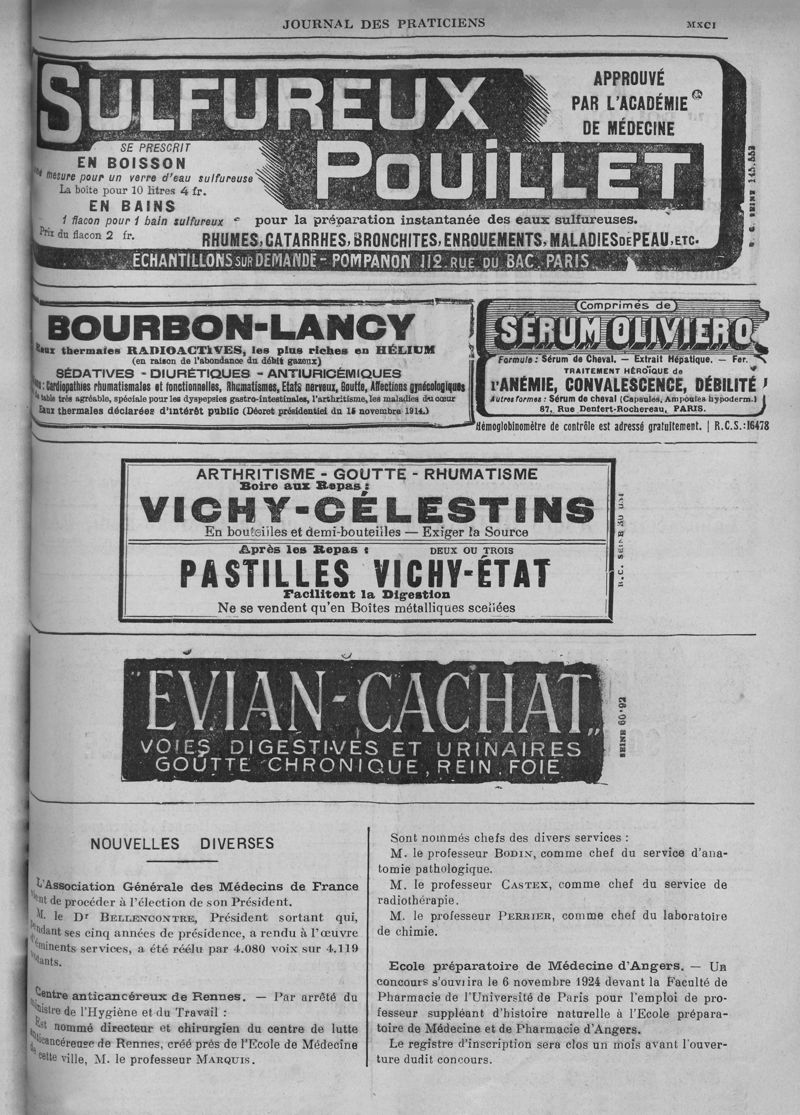 JOURNAL DES PRATICIENS
MXCI
SULFUREUX
POUILLET
APPROUVÉ
PAR L'ACADÉMIE
DE MÉDECINE
SE PRESCRIT
EN BOISSON
mesure pour un verre d'eau sulfureuse
La boite pour 10 litres 4 fr.
EN BAINS
1 flacon pour 1 bain sulfureux
Prix du flacon 2 fr.
pour la préparation instantanée des eaux sulfureuses.
RHUMES, CATARRHES, BRONCHITES, ENROUEMENTS, MALADIES DE PEAU, ETC.
ÉCHANTILLONS SUR DEMANDE - POMPANON 112, RUE DU BAC, PARIS
BOURBON-LANCY
Eaux thermales RADIOACTIVES, les plus riches en HÉLIUM
(en raison de l'abondance du débit gazeux)
SÉDATIVES - DIURÉTIQUES - ANTIURICÉMIQUES
Cardiopathies rhumatismales et fonctionnelles, Rhumatismes, Etats nerveux, Goutte, Affections gynécologiques
table très agréable, spéciale pour les dyspepsies gastro-intestinales, l'arthritisme, les maladies du cœur
Eaux thermales déclarées d'intérêt public (Décret présidentiel du 15 novembre 1914.)
Comprimés de
SÉRUM OLIVIERO
Formule : Sérum de Cheval. — Extrait Hépatique. — Fer.
TRAITEMENT HÉROÏQUE de
l'ANÉMIE, CONVALESCENCE, DÉBILITÉ
Autres formes : Sérum de cheval (Capsules, Ampoules hypoderm.)
87, Rue Denfert-Rochereau, PARIS.
Hémoglobinomètre de contrôle est adressé gratuitement. | R.C.S.:16478
ARTHRITISME - GOUTTE - RHUMATISME
Boire aux Repas :
VICHY-CÉLESTINS
En bouteilles et demi-bouteilles — Exiger la Source
Après les Repas : DEUX OU TROIS
PASTILLES VICHY-ÉTAT
Facilitent la Digestion
Ne se vendent qu'en Boîtes métalliques scellées
"EVIAN-CACHAT"
VOIES DIGESTIVES ET URINAIRES
GOUTTE CHRONIQUE, REIN, FOIE
NOUVELLES DIVERSES
L'Association Générale des Médecins de France
vient de procéder à l'élection de son Président.
M. le Dr BELLENCONTRE, Président sortant qui,
pendant ses cinq années de présidence, a rendu à l'œuvre
éminents services, a été réélu par 4.080 voix sur 4.119
votants.
Centre anticancéreux de Rennes. — Par arrêté du
ministre de l'Hygiène et du Travail :
Est nommé directeur et chirurgien du centre de lutte
anticancéreuse de Rennes, créé près de l'Ecole de Médecine
de cette ville, M. le professeur MARQUIS.
Sont nommés chefs des divers services :
M. le professeur BODIN, comme chef du service d'ana-
tomie pathologique.
M. le professeur CASTEX, comme chef du service de
radiothérapie.
M. le professeur PERRIER, comme chef du laboratoire
de chimie.
Ecole préparatoire de Médecine d'Angers. — Un
concours s'ouvrira le 6 novembre 1924 devant la Faculté de
Pharmacie de l'Université de Paris pour l'emploi de pro-
fesseur suppléant d'histoire naturelle à l'Ecole prépara-
toire de Médecine et de Pharmacie d'Angers.
Le registre d'inscription sera clos un mois avant l'ouver-
ture dudit concours.